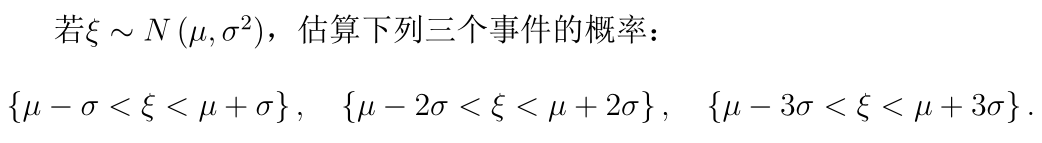 若ξ ~ N (μ, σ²)，估算下列三个事件的概率：
{μ − σ < ξ < μ + σ} , {μ − 2σ < ξ < μ + 2σ} , {μ − 3σ < ξ < μ + 3σ} .